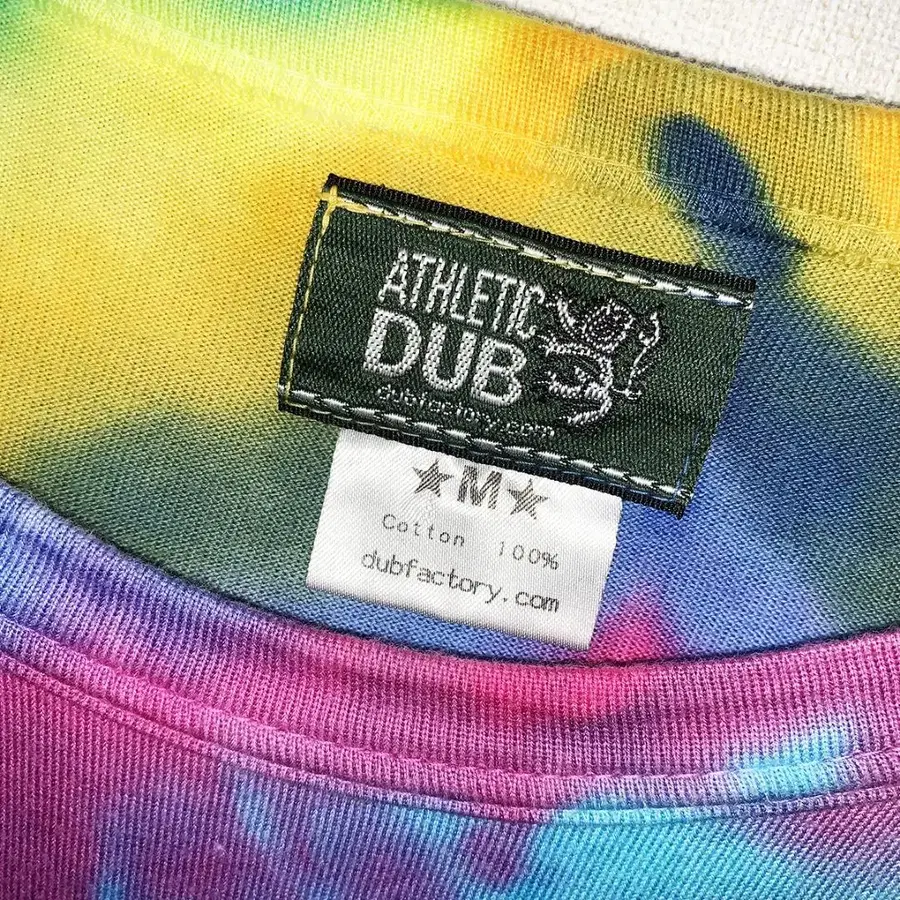 ATHLETIC
DUB
dubfactory.com
★M★
Cotton 100%
dubfactory.com